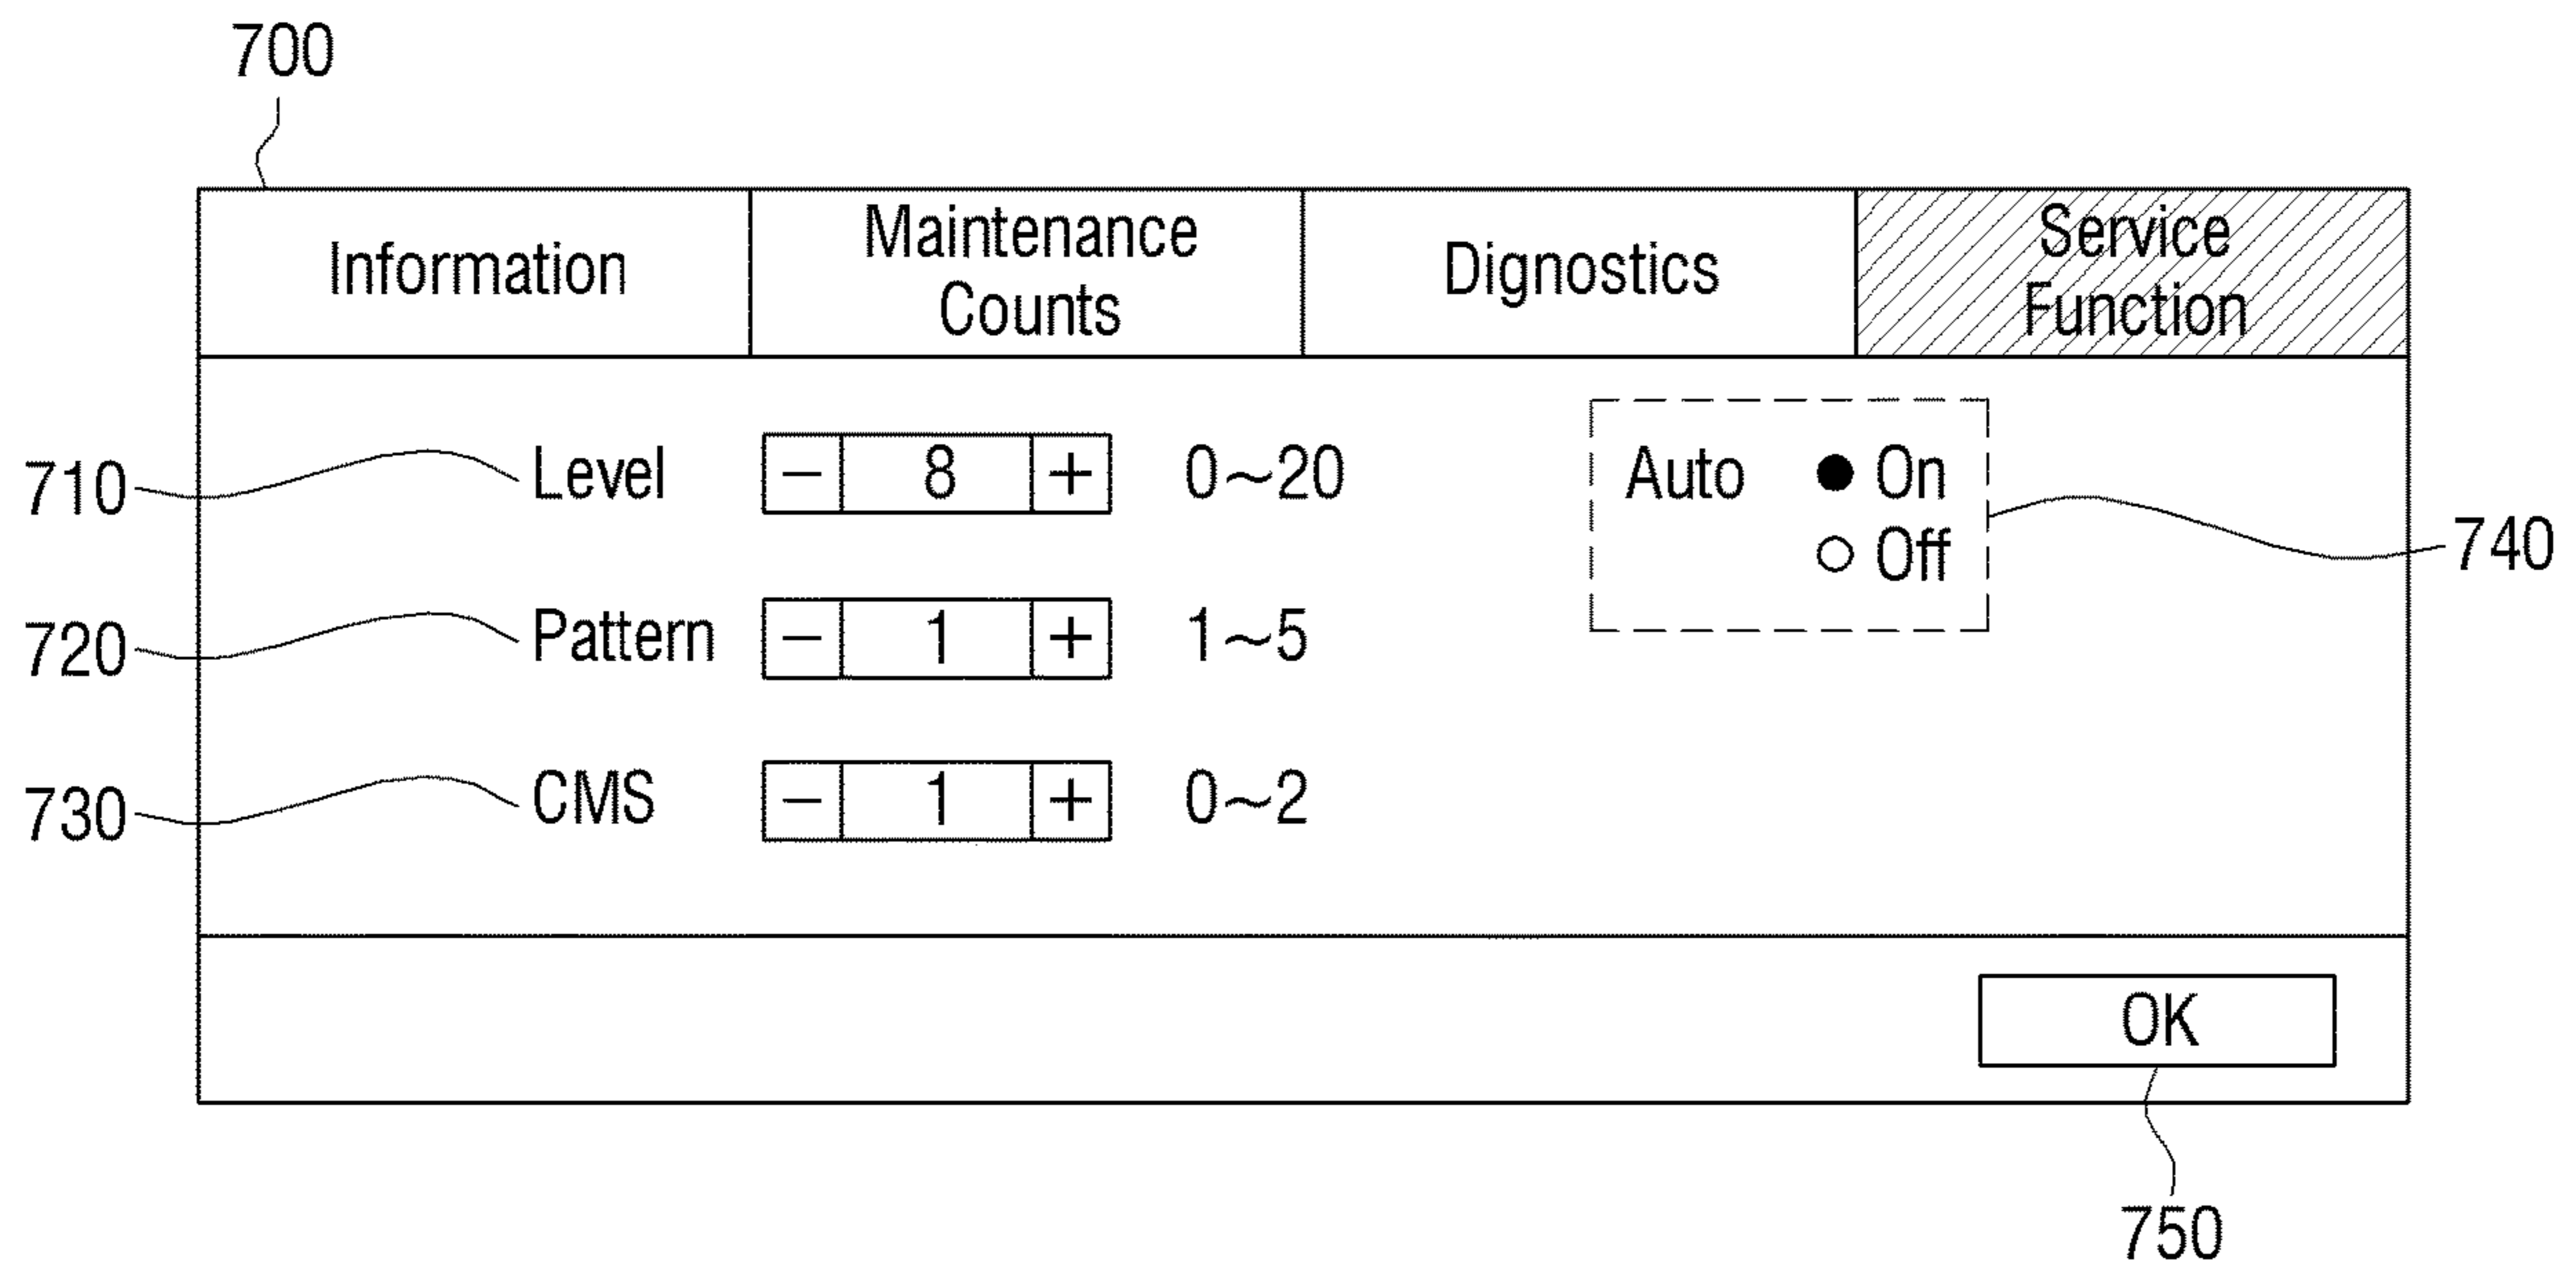 700
Information
Maintenance
Counts
Dignostics
Service
Function
710
Level
− 8 +
0~20
Auto ● On
○ Off
740
720
Pattern
− 1 +
1~5
730
CMS
− 1 +
0~2
OK
750